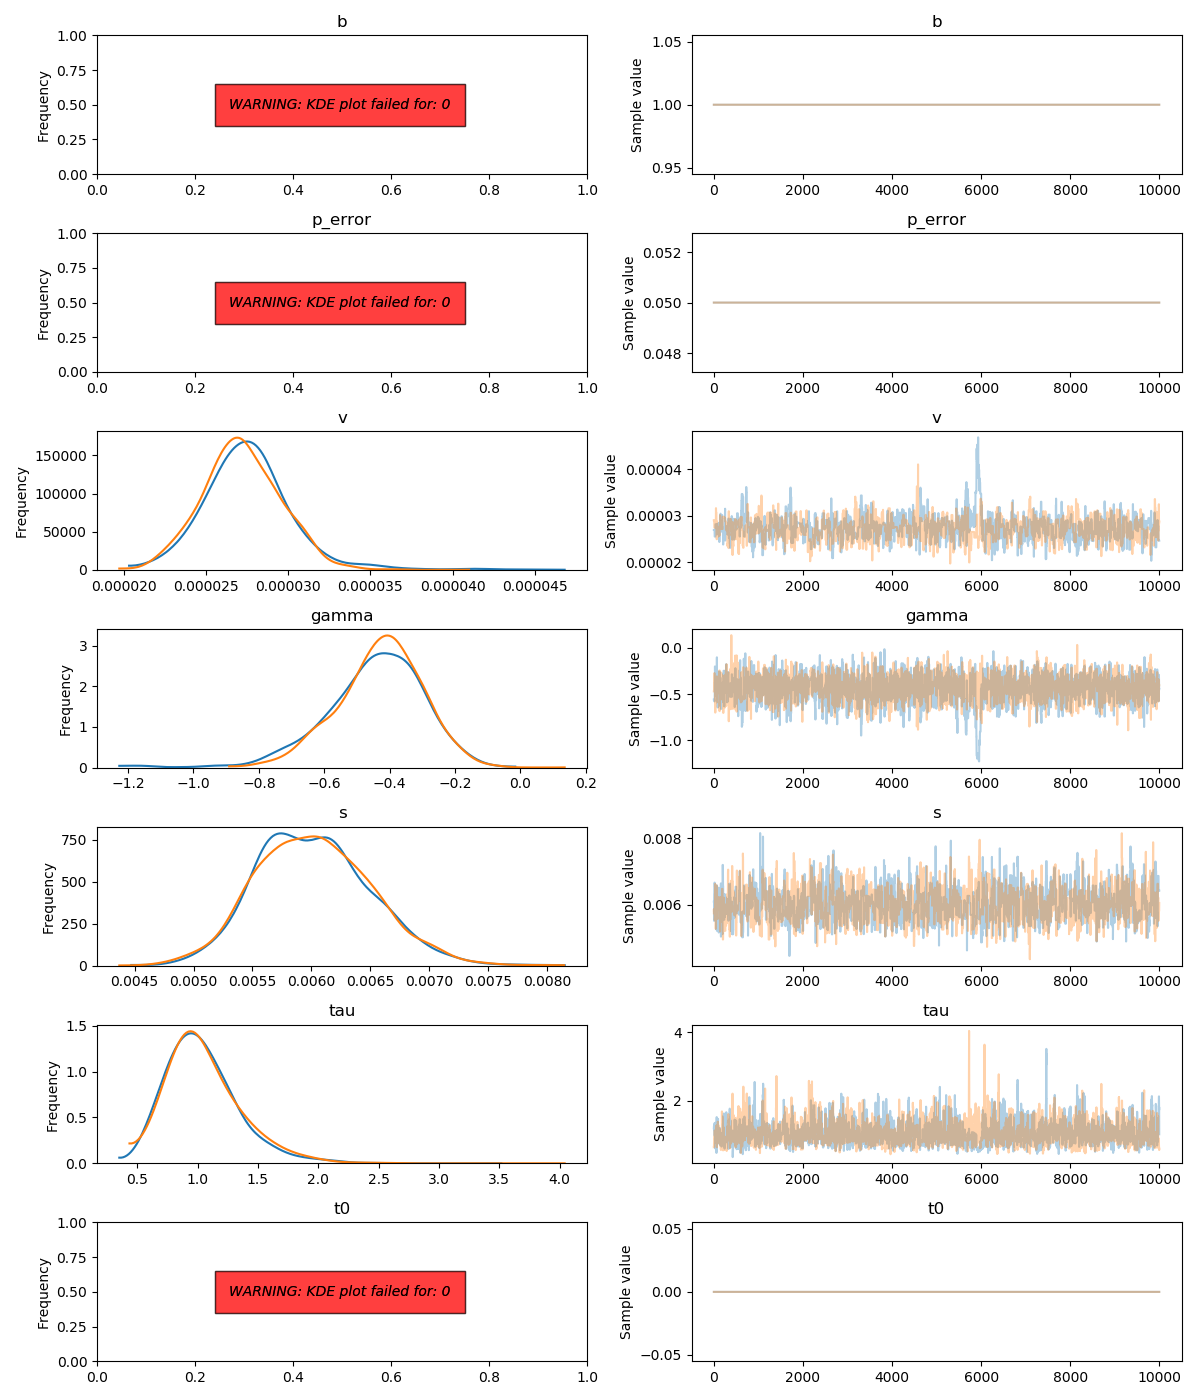 b
1.00
0.75
0.50
0.25
0.00
Frequency
WARNING: KDE plot failed for: 0
0.0 0.2 0.4 0.6 0.8 1.0
b
1.05
1.00
0.95
Sample value
0 2000 4000 6000 8000 10000
p_error
1.00
0.75
0.50
0.25
0.00
Frequency
WARNING: KDE plot failed for: 0
0.0 0.2 0.4 0.6 0.8 1.0
p_error
0.052
0.050
0.048
Sample value
0 2000 4000 6000 8000 10000
v
150000
100000
50000
0
Frequency
0.000020 0.000025 0.000030 0.000035 0.000040 0.000045
v
0.00004
0.00003
0.00002
Sample value
0 2000 4000 6000 8000 10000
gamma
3
2
1
0
Frequency
−1.2 −1.0 −0.8 −0.6 −0.4 −0.2 0.0 0.2
gamma
0.0
−0.5
−1.0
Sample value
0 2000 4000 6000 8000 10000
s
750
500
250
0
Frequency
0.0045 0.0050 0.0055 0.0060 0.0065 0.0070 0.0075 0.0080
s
0.008
0.006
Sample value
0 2000 4000 6000 8000 10000
tau
1.5
1.0
0.5
0.0
Frequency
0.5 1.0 1.5 2.0 2.5 3.0 3.5 4.0
tau
4
2
Sample value
0 2000 4000 6000 8000 10000
t0
1.00
0.75
0.50
0.25
0.00
Frequency
WARNING: KDE plot failed for: 0
0.0 0.2 0.4 0.6 0.8 1.0
t0
0.05
0.00
−0.05
Sample value
0 2000 4000 6000 8000 10000